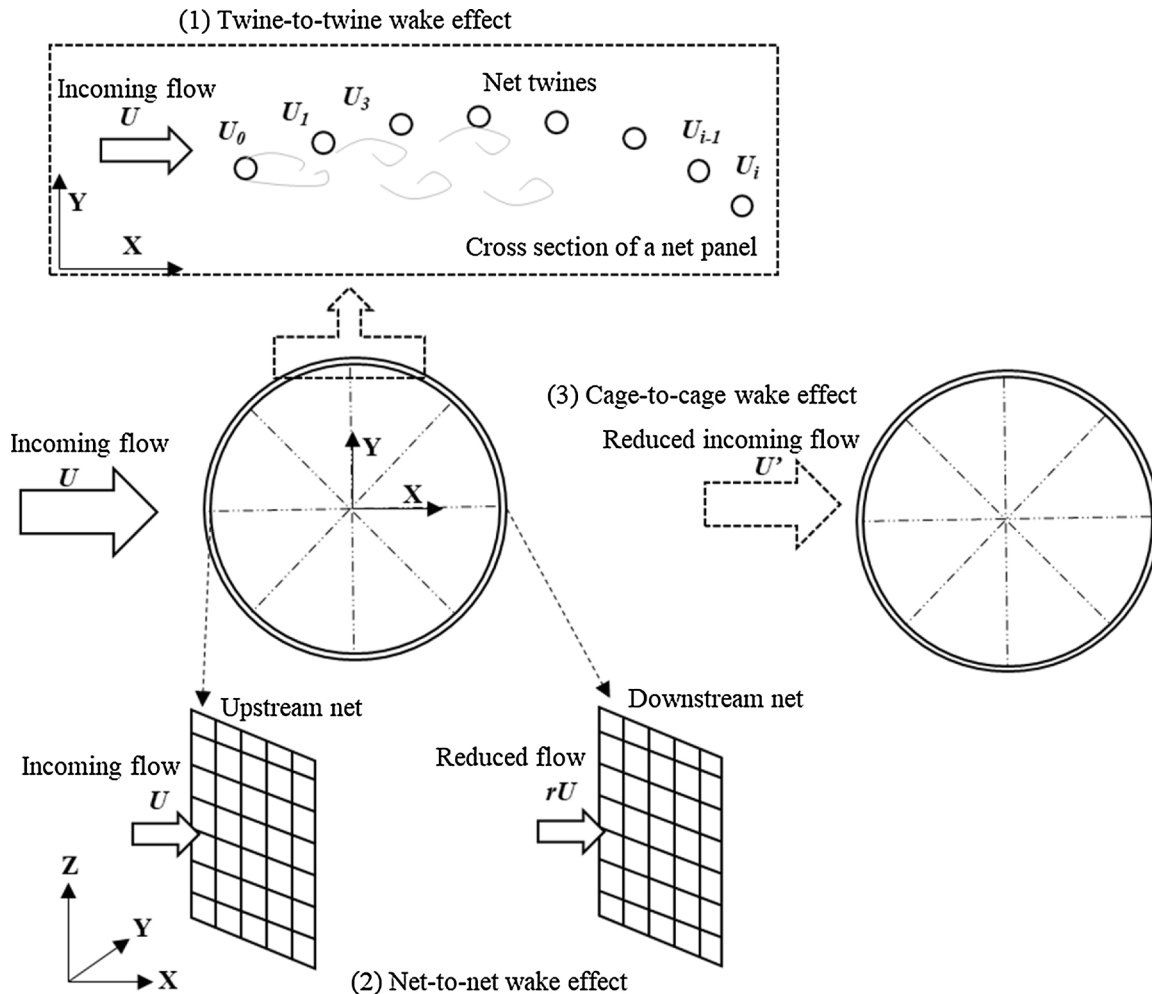 (1) Twine-to-twine wake effect
Incoming flow
U
Net twines
U0
U1
U3
Ui-1
Ui
Y
X
Cross section of a net panel
(3) Cage-to-cage wake effect
Incoming flow
U
Reduced incoming flow
U’
Y
X
Upstream net
Downstream net
Incoming flow
U
Reduced flow
rU
Z
Y
X
(2) Net-to-net wake effect